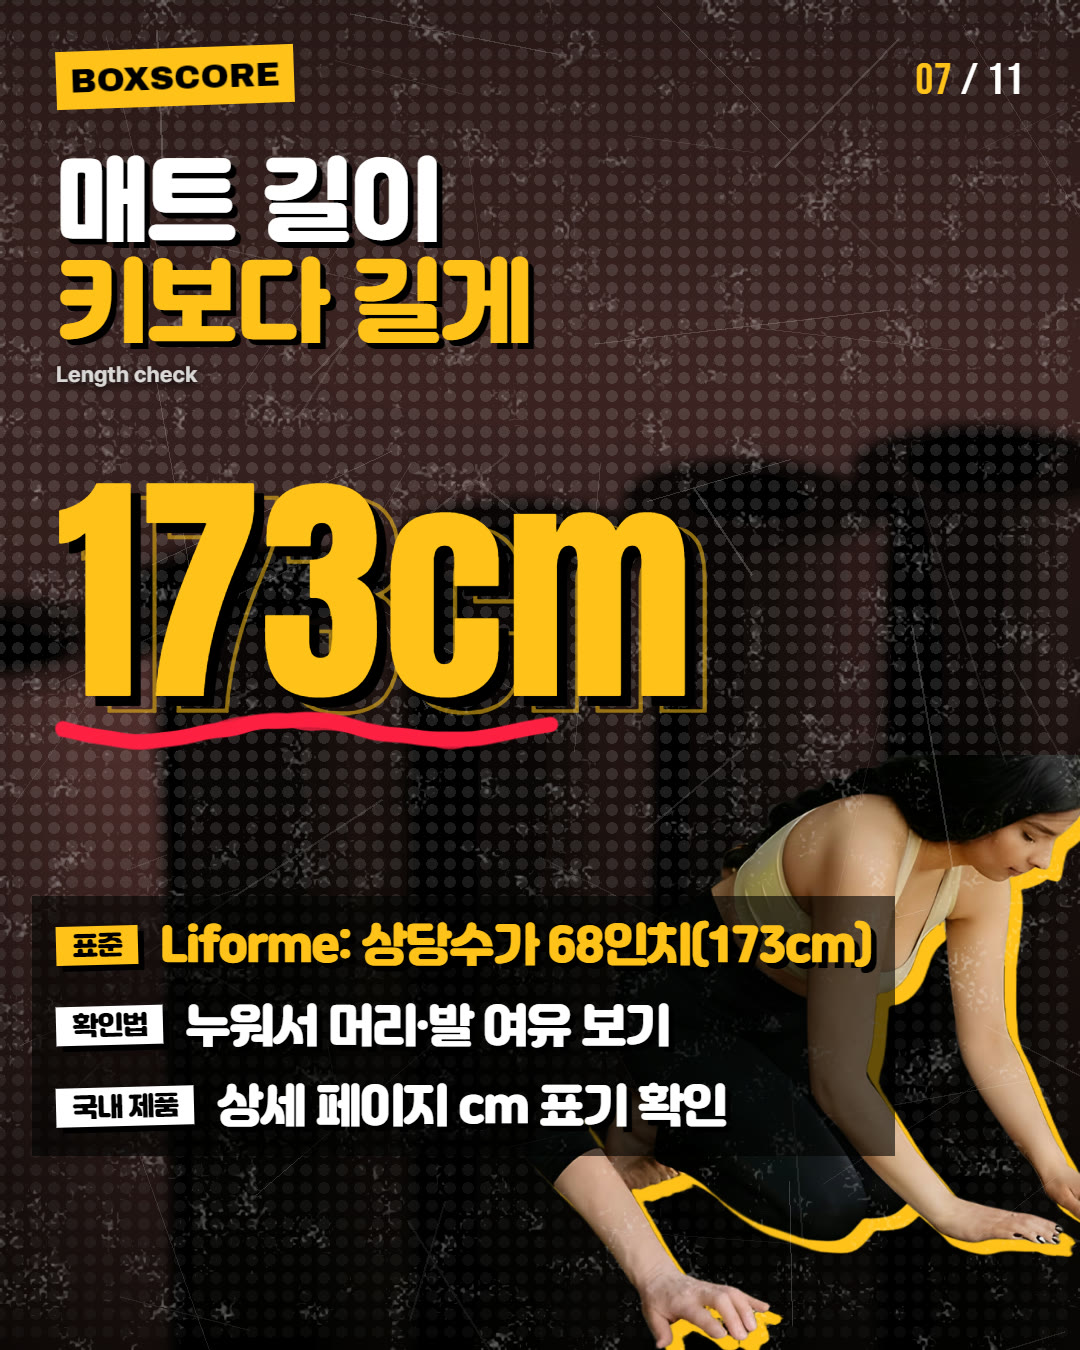 BOXSCORE
07 / 11
매트 길이
키보다 길게
Length check
173cm
표준 Liforme: 상당수가 68인치(173cm)
확인법 누워서 머리·발 여유 보기
국내 제품 상세 페이지 cm 표기 확인